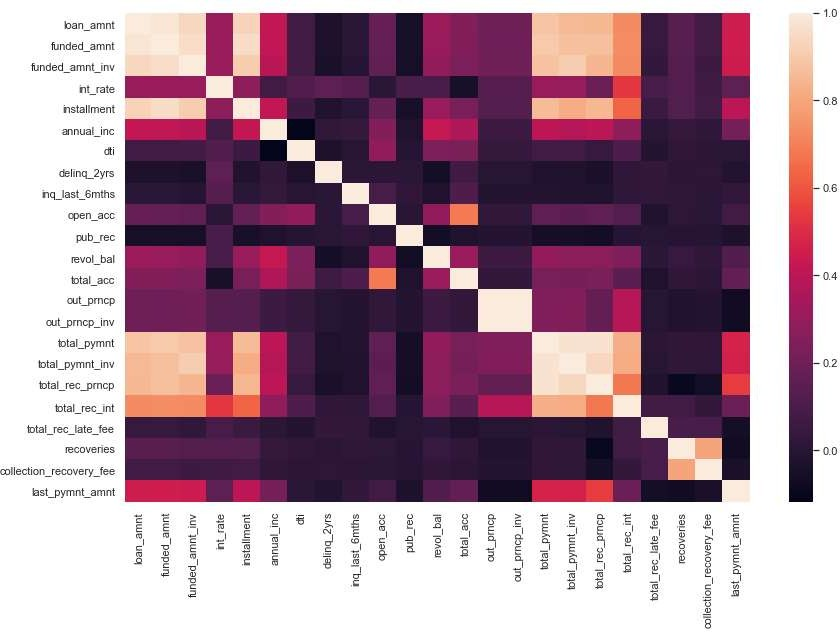 loan_amnt
funded_amnt
funded_amnt_inv
int_rate
installment
annual_inc
dti
delinq_2yrs
inq_last_6mths
open_acc
pub_rec
revol_bal
total_acc
out_prncp
out_prncp_inv
total_pymnt
total_pymnt_inv
total_rec_prncp
total_rec_int
total_rec_late_fee
recoveries
collection_recovery_fee
last_pymnt_amnt
loan_amnt
funded_amnt
funded_amnt_inv
int_rate
installment
annual_inc
dti
delinq_2yrs
inq_last_6mths
open_acc
pub_rec
revol_bal
total_acc
out_prncp
out_prncp_inv
total_pymnt
total_pymnt_inv
total_rec_prncp
total_rec_int
total_rec_late_fee
recoveries
collection_recovery_fee
last_pymnt_amnt
1.0
0.8
0.6
0.4
0.2
0.0